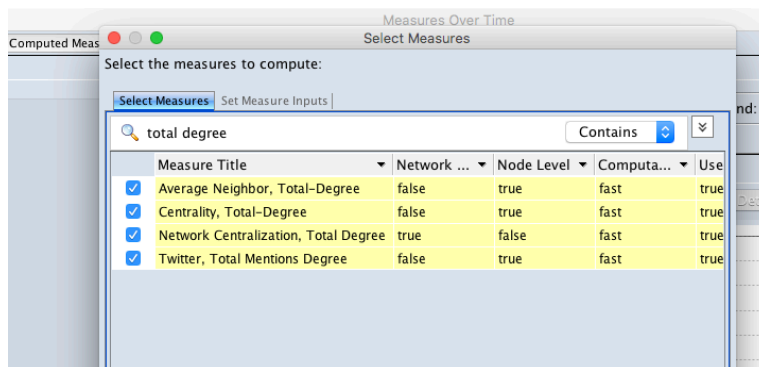 Measures Over Time
Computed Meas
Select Measures
Select the measures to compute:
Select Measures Set Measure Inputs
nd:
total degree Contains
Measure Title Network ... Node Level Computa... Use
Average Neighbor, Total-Degree false true fast true
Centrality, Total-Degree false true fast true
Network Centralization, Total Degree true false fast true
Twitter, Total Mentions Degree false true fast true